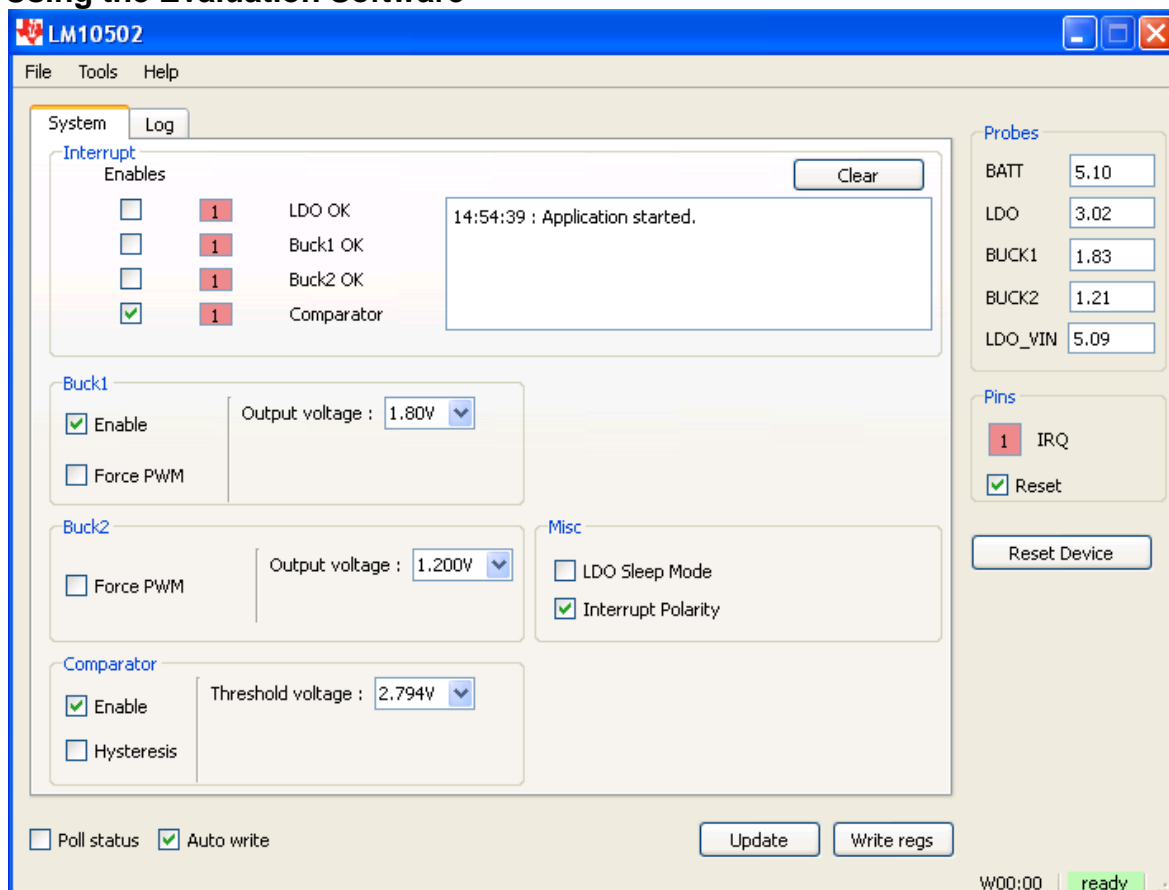 Using the Evaluation Software
LM10502
File Tools Help
System Log
Interrupt
Enables
Clear
1 LDO OK
1 Buck1 OK
1 Buck2 OK
1 Comparator
14:54:39 : Application started.
Buck1
Enable
Output voltage : 1.80V
Force PWM
Buck2
Output voltage : 1.200V
Force PWM
Misc
LDO Sleep Mode
Interrupt Polarity
Comparator
Enable
Threshold voltage : 2.794V
Hysteresis
Probes
BATT 5.10
LDO 3.02
BUCK1 1.83
BUCK2 1.21
LDO_VIN 5.09
Pins
1 IRQ
Reset
Reset Device
Poll status Auto write
Update Write regs
W00:00 ready